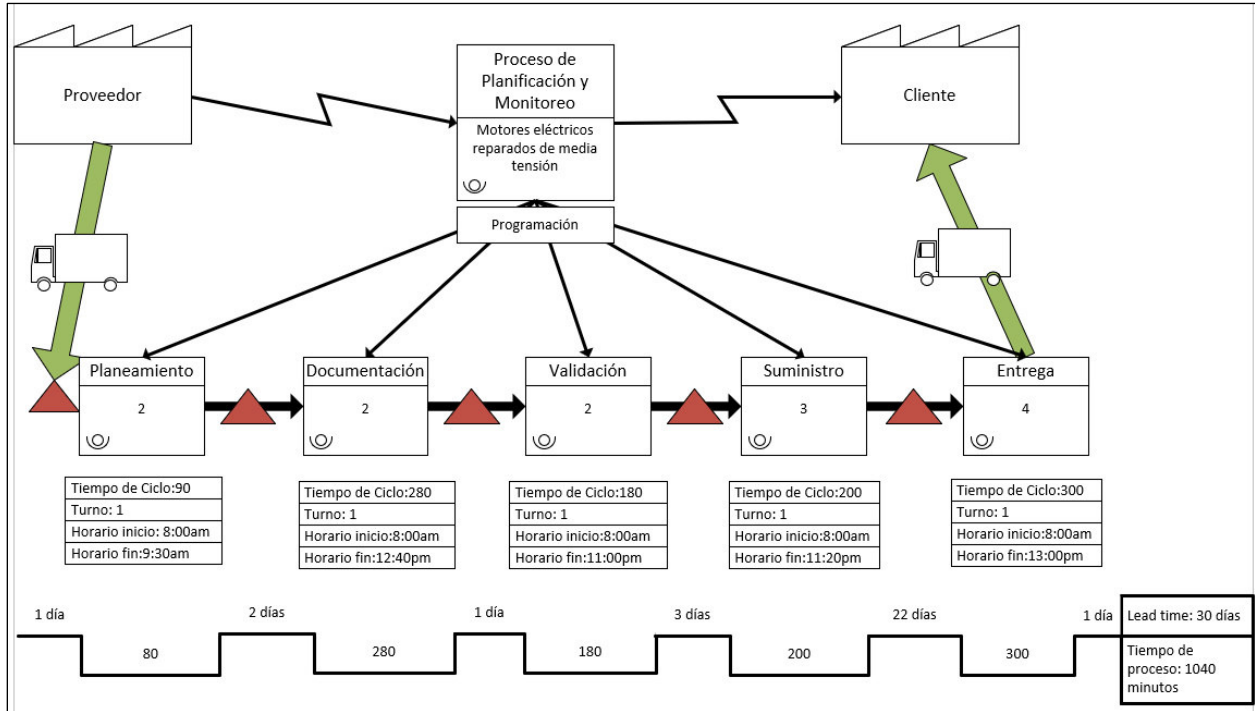 Proveedor
Proceso de
Planificación y
Monitoreo
Motores eléctricos
reparados de media
tensión
Cliente
Programación
Planeamiento
2
Documentación
2
Validación
2
Suministro
3
Entrega
4
Tiempo de Ciclo:90
Turno: 1
Horario inicio: 8:00am
Horario fin:9:30am
Tiempo de Ciclo:280
Turno: 1
Horario inicio:8:00am
Horario fin:12:40pm
Tiempo de Ciclo:180
Turno: 1
Horario inicio:8:00am
Horario fin:11:00pm
Tiempo de Ciclo:200
Turno: 1
Horario inicio:8:00am
Horario fin:11:20pm
Tiempo de Ciclo:300
Turno: 1
Horario inicio:8:00am
Horario fin:13:00pm
1 día
2 días
1 día
3 días
22 días
1 día
Lead time: 30 días
80
280
180
200
300
Tiempo de
proceso: 1040
minutos